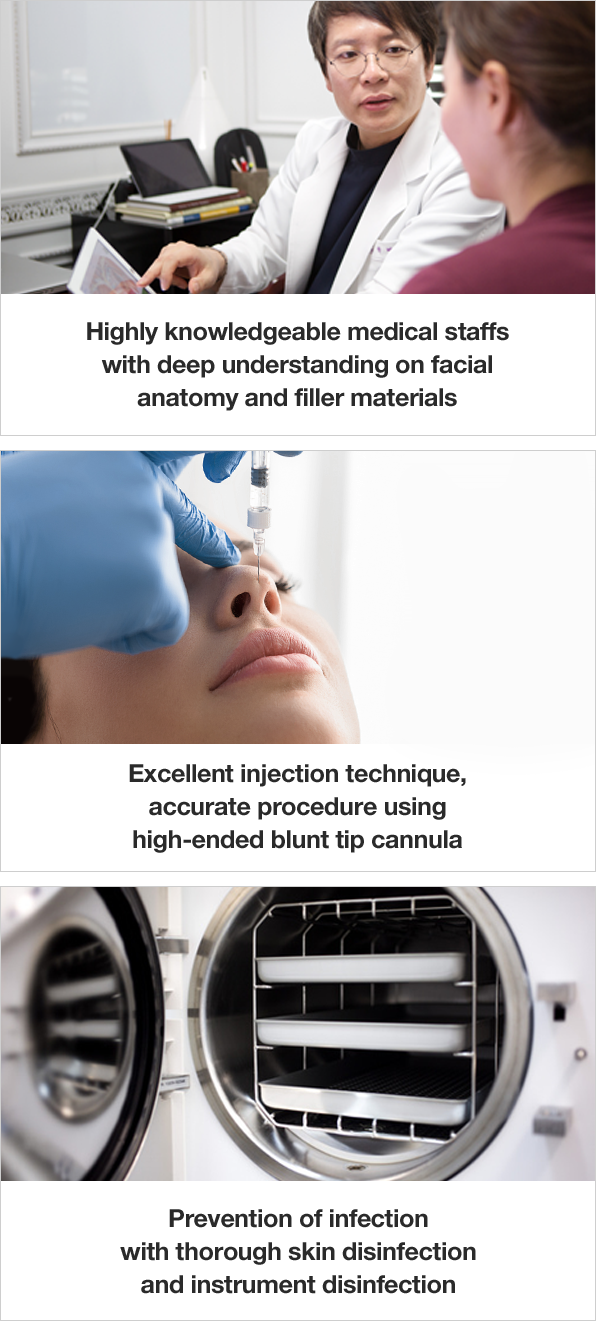 Highly knowledgeable medical staffs
with deep understanding on facial
anatomy and filler materials
Excellent injection technique,
accurate procedure using
high-ended blunt tip cannula
Prevention of infection
with thorough skin disinfection
and instrument disinfection